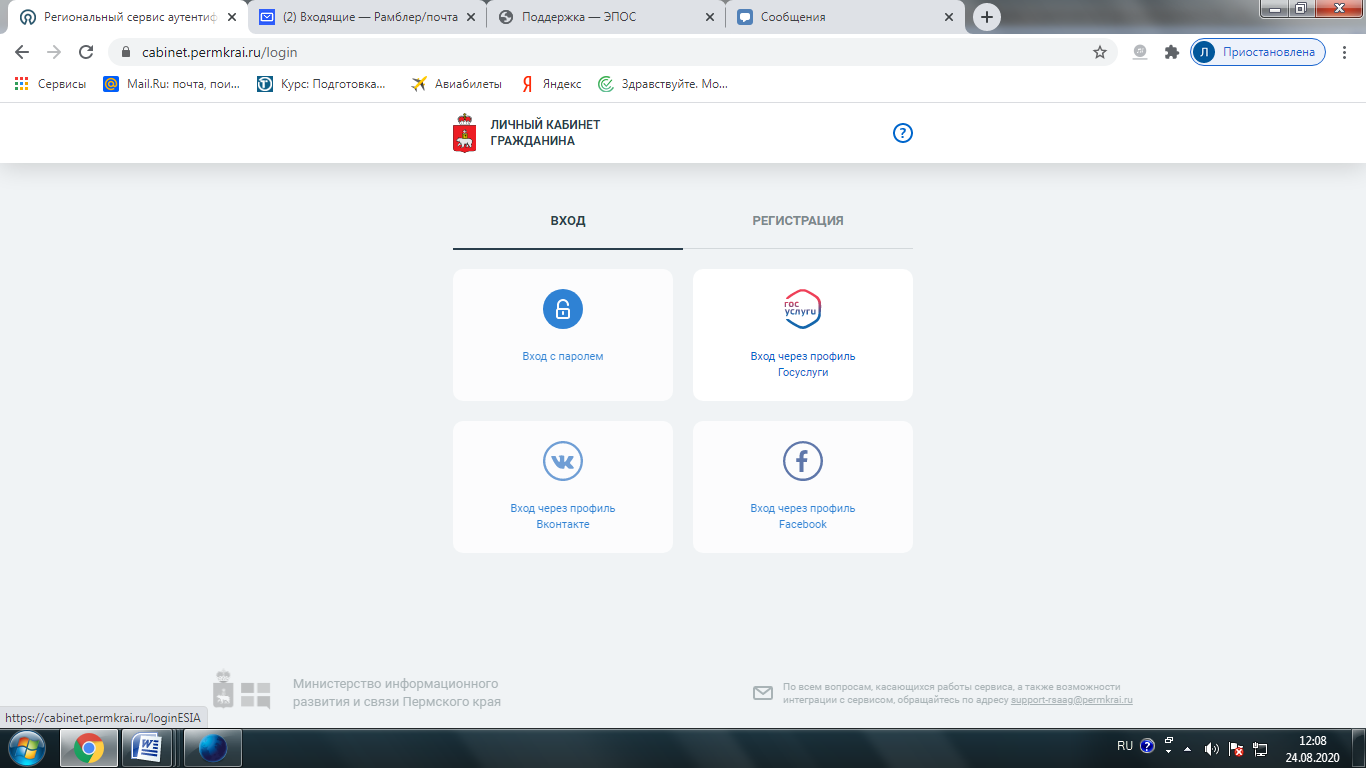 Региональный сервис аутентиф
(2) Входящие — Рамблер/почта
Поддержка — ЭПОС
Сообщения
cabinet.permkrai.ru/login
Л Приостановлена
Сервисы
Mail.Ru: почта, пои...
Курс: Подготовка...
Авиабилеты
Яндекс
Здравствуйте. Мо...
ЛИЧНЫЙ КАБИНЕТ
ГРАЖДАНИНА
?
ВХОД
РЕГИСТРАЦИЯ
Вход с паролем
гос
услуги
Вход через профиль
Госуслуги
Вход через профиль
Вконтакте
Вход через профиль
Facebook
Министерство информационного
развития и связи Пермского края
По всем вопросам, касающихся работы сервиса, а также возможности
интеграции с сервисом, обращайтесь по адресу support-rsaag@permkrai.ru
https://cabinet.permkrai.ru/loginESIA
RU
12:08
24.08.2020